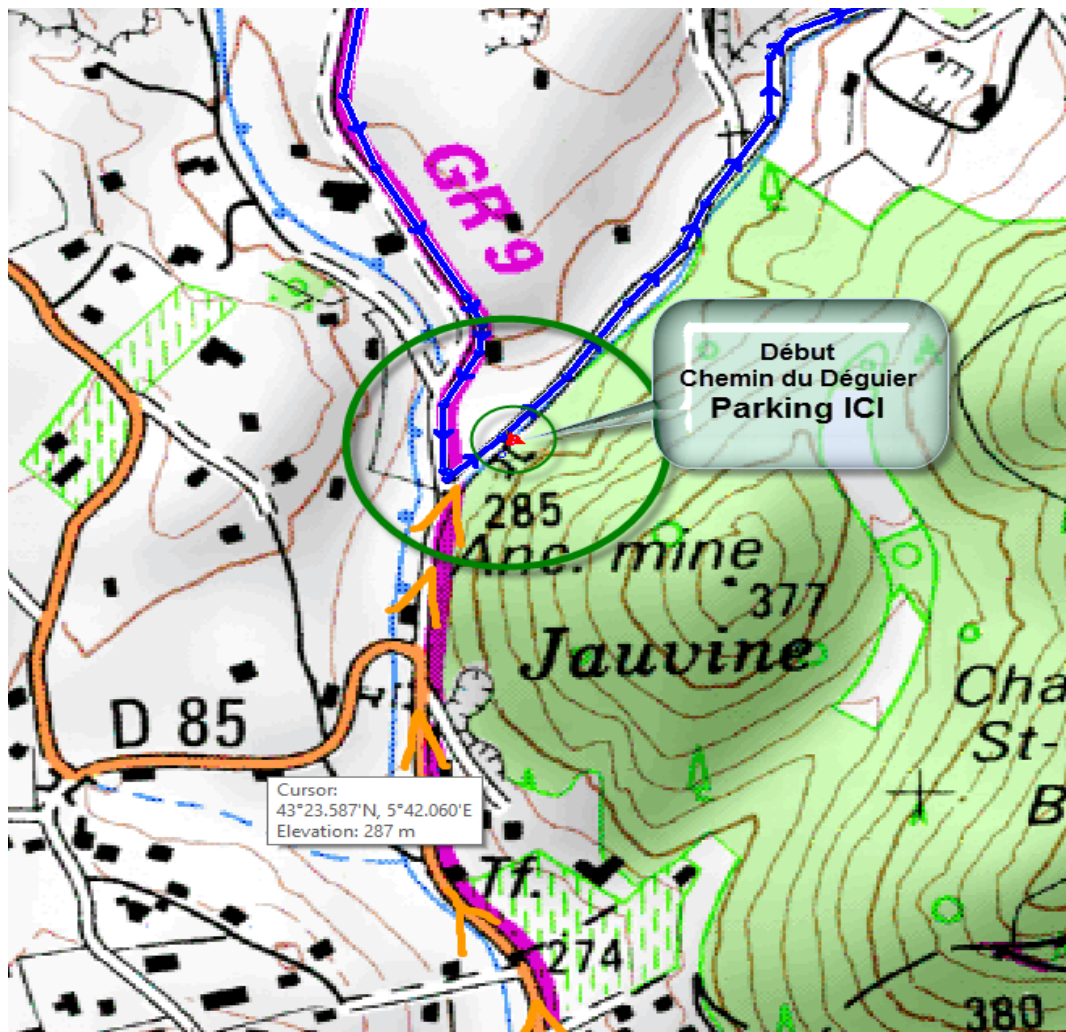 GR 9
Début
Chemin du Déguier
Parking ICI
285
Anc. mine
377
Jauvine
Cha
St-
B
D 85
Cursor:
43°23.587'N, 5°42.060'E
Elevation: 287 m
Tf.
274
380